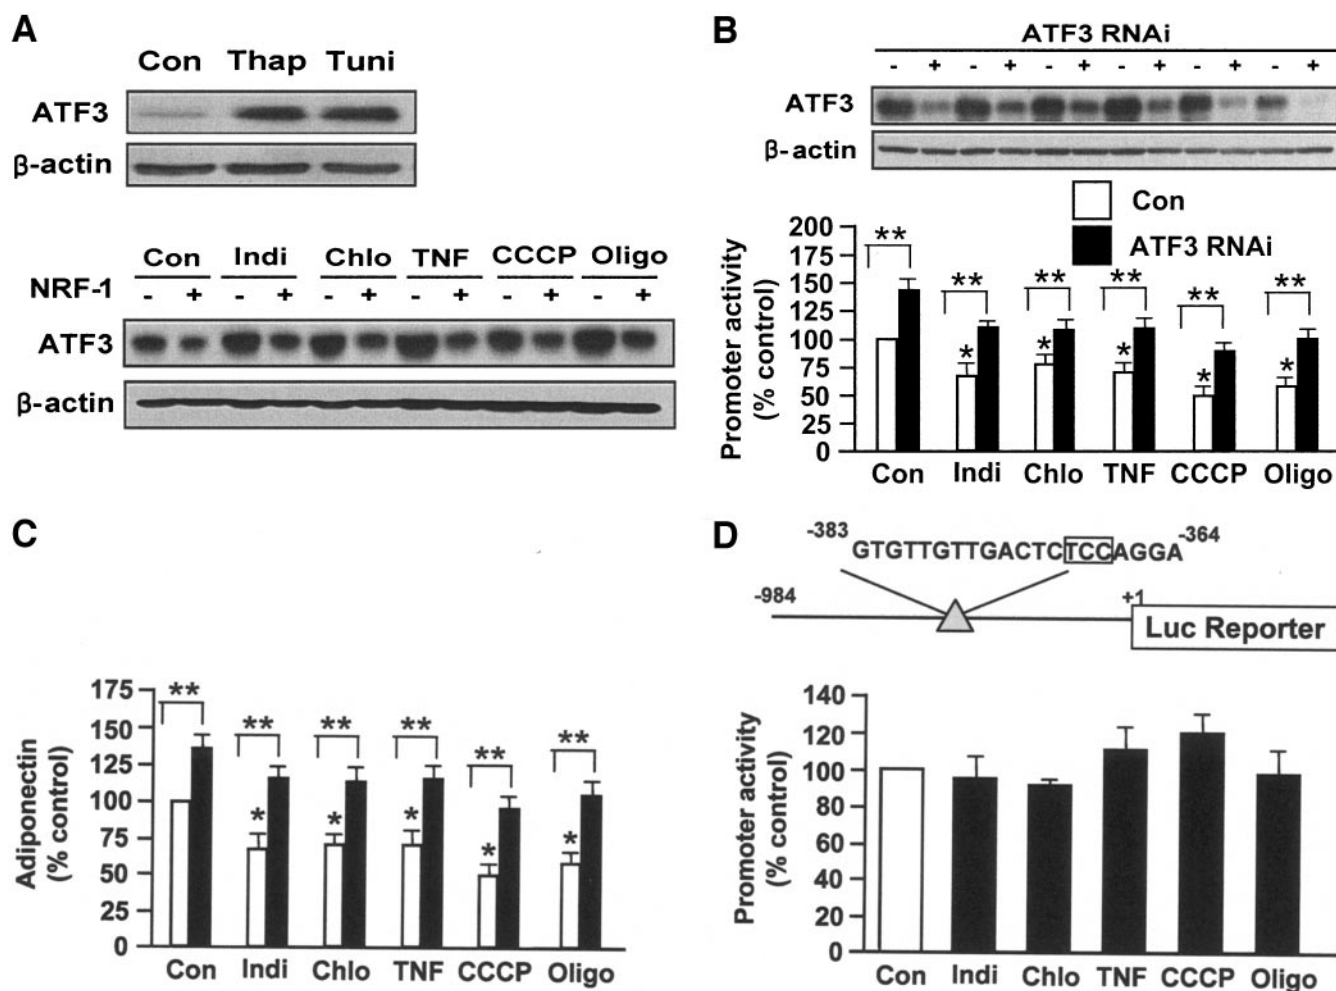 A
Con Thap Tuni
ATF3
β-actin
Con Indi Chlo TNF CCCP Oligo
NRF-1 - + - + - + - + - + - +
ATF3
β-actin
B
ATF3 RNAi
- + - + - + - + - + - +
ATF3
β-actin
Con
ATF3 RNAi
Promoter activity
(% control)
200
175
150
125
100
75
50
25
0
** ** ** ** ** **
* * * * *
Con Indi Chlo TNF CCCP Oligo
C
Adiponectin
(% control)
175
150
125
100
75
50
25
0
** ** ** ** ** **
* * * * *
Con Indi Chlo TNF CCCP Oligo
D
-383 GTGTTGTTGACTCTCCAGGA -364
-984 +1
Luc Reporter
Promoter activity
(% control)
140
120
100
80
60
40
20
0
Con Indi Chlo TNF CCCP Oligo